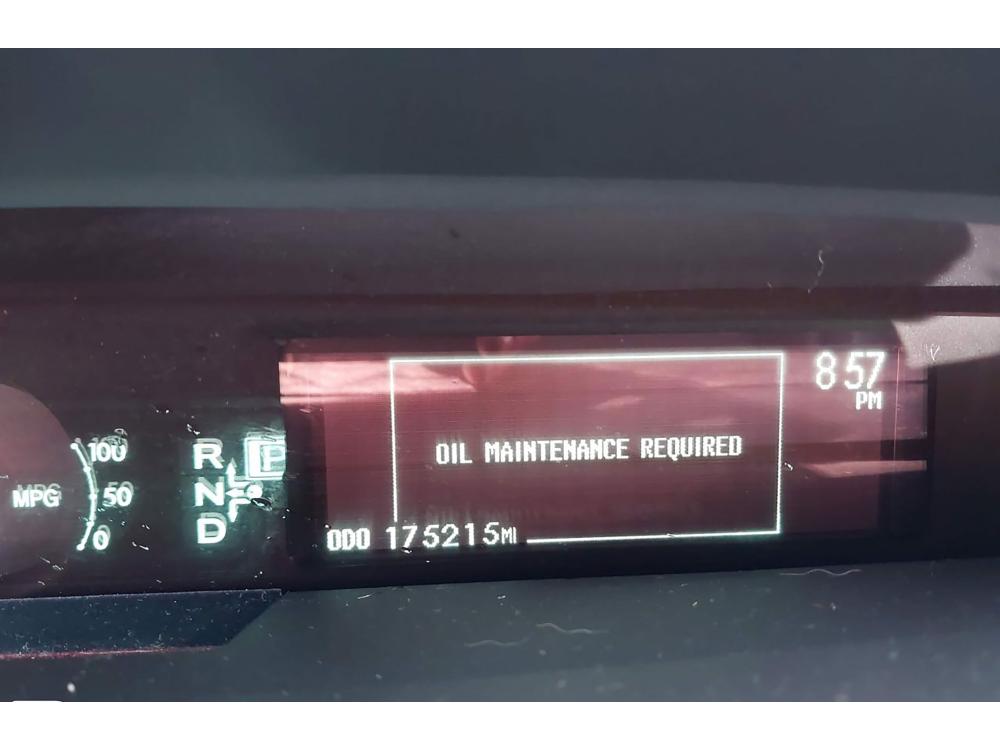 100
MPG
50
0
R
P
N
D
8:57
PM
OIL MAINTENANCE REQUIRED
ODO 175215MI